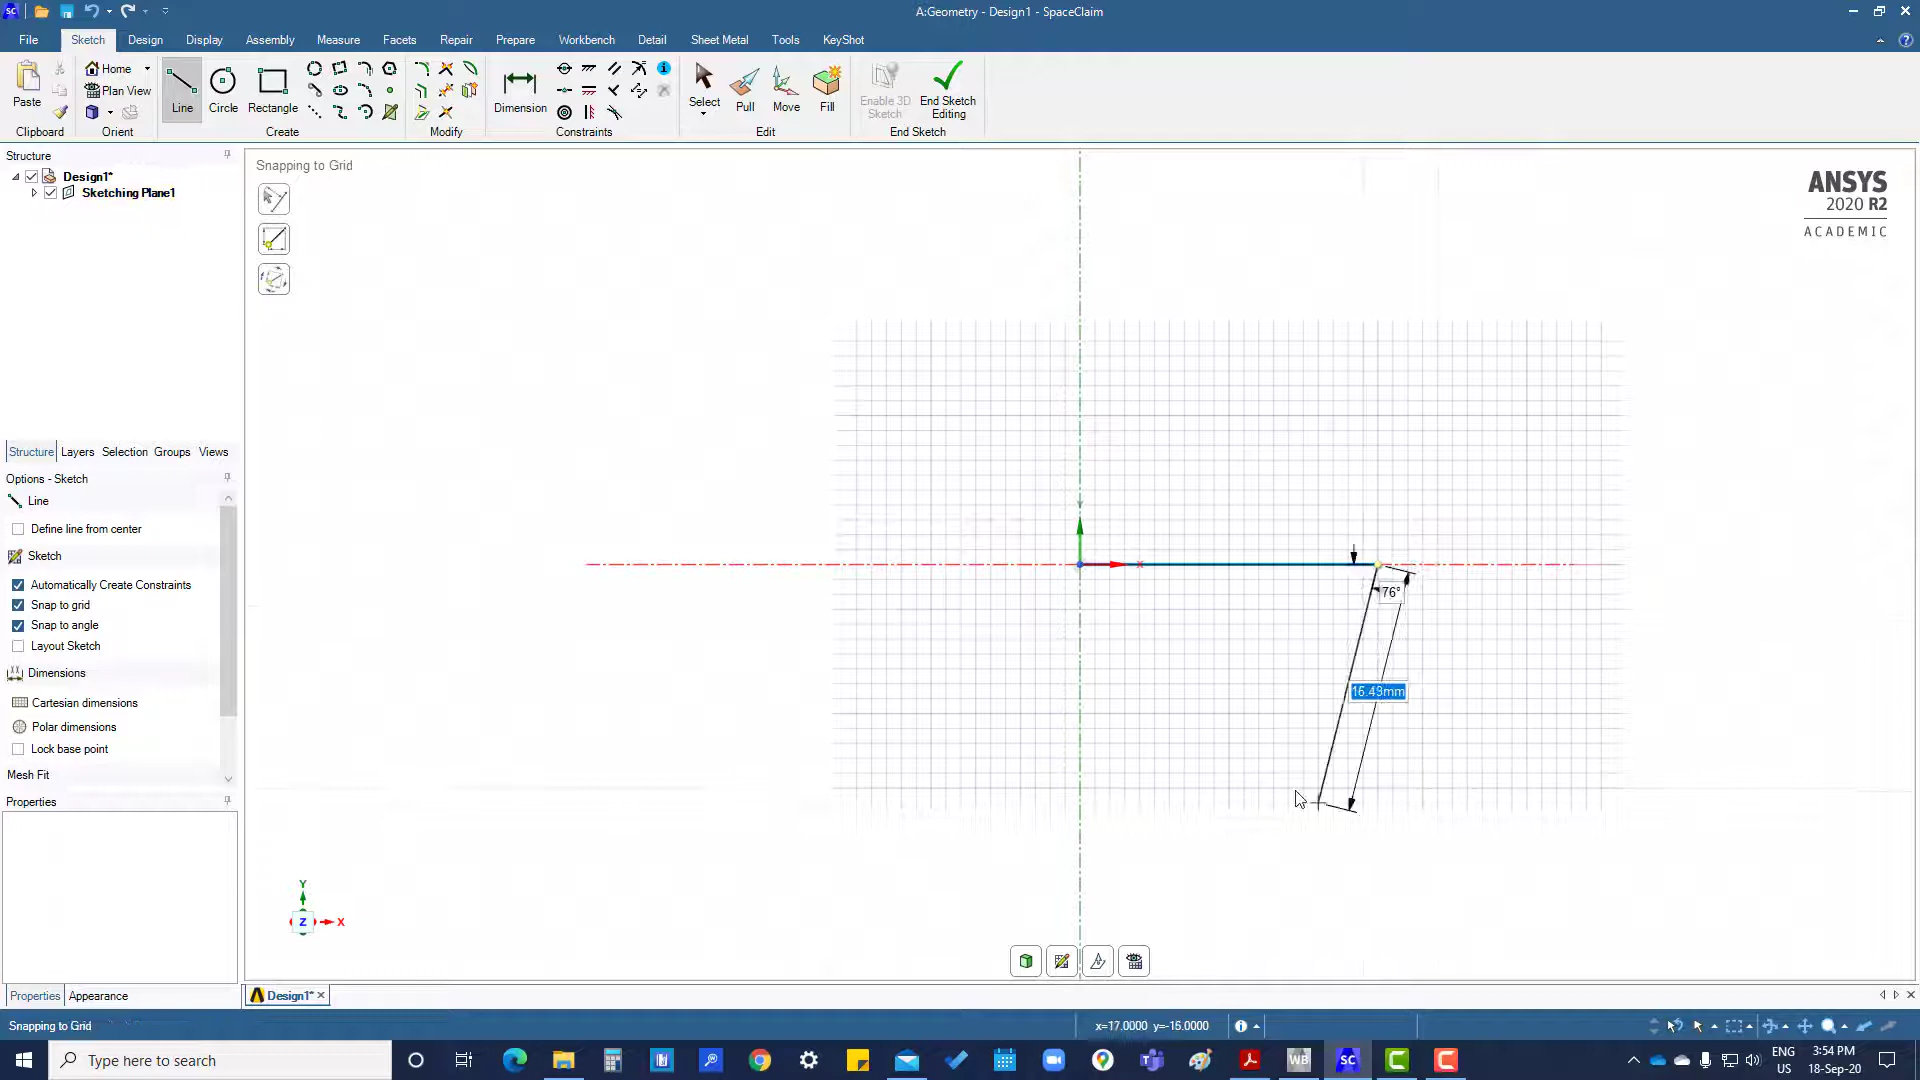 A:Geometry - Design1 - SpaceClaim
File Sketch Design Display Assembly Measure Facets Repair Prepare Workbench Detail Sheet Metal Tools KeyShot
Paste
Home
Plan View
Line
Circle
Rectangle
Dimension
Select
Pull
Move
Fill
Enable 3D
Sketch
End Sketch
Editing
Clipboard Orient Create Modify Constraints Edit End Sketch
Structure
Design1*
Sketching Plane1
Structure Layers Selection Groups Views
Options - Sketch
Line
Define line from center
Sketch
Automatically Create Constraints
Snap to grid
Snap to angle
Layout Sketch
Dimensions
Cartesian dimensions
Polar dimensions
Lock base point
Mesh Fit
Properties
Properties Appearance
Snapping to Grid
ANSYS
2020 R2
ACADEMIC
X
76°
16.49mm
Y
Z
X
Design1*
Snapping to Grid
x=17.0000 y=-16.0000
Type here to search
WB
SC
ENG
US
3:54 PM
18-Sep-20